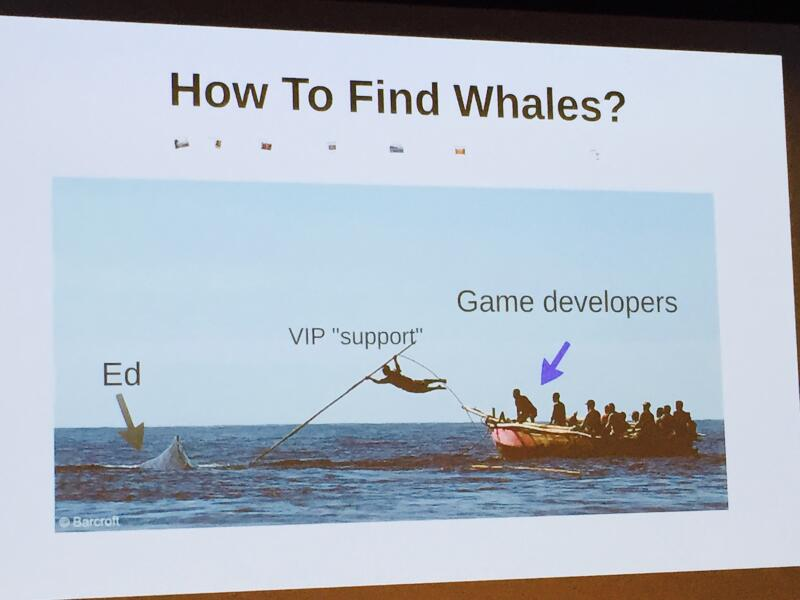 How To Find Whales?
Game developers
VIP "support"
Ed
© Barcroft